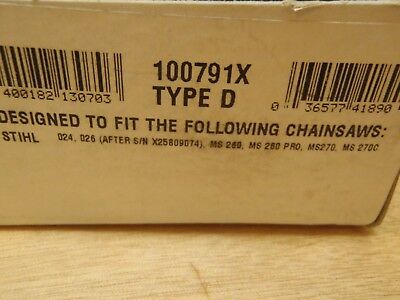 100791X
TYPE D
400182 130703
0 36577 41890
DESIGNED TO FIT THE FOLLOWING CHAINSAWS:
STIHL 024, 026 (AFTER S/N X25809074), MS 260, MS 260 PRO, MS270, MS 270C